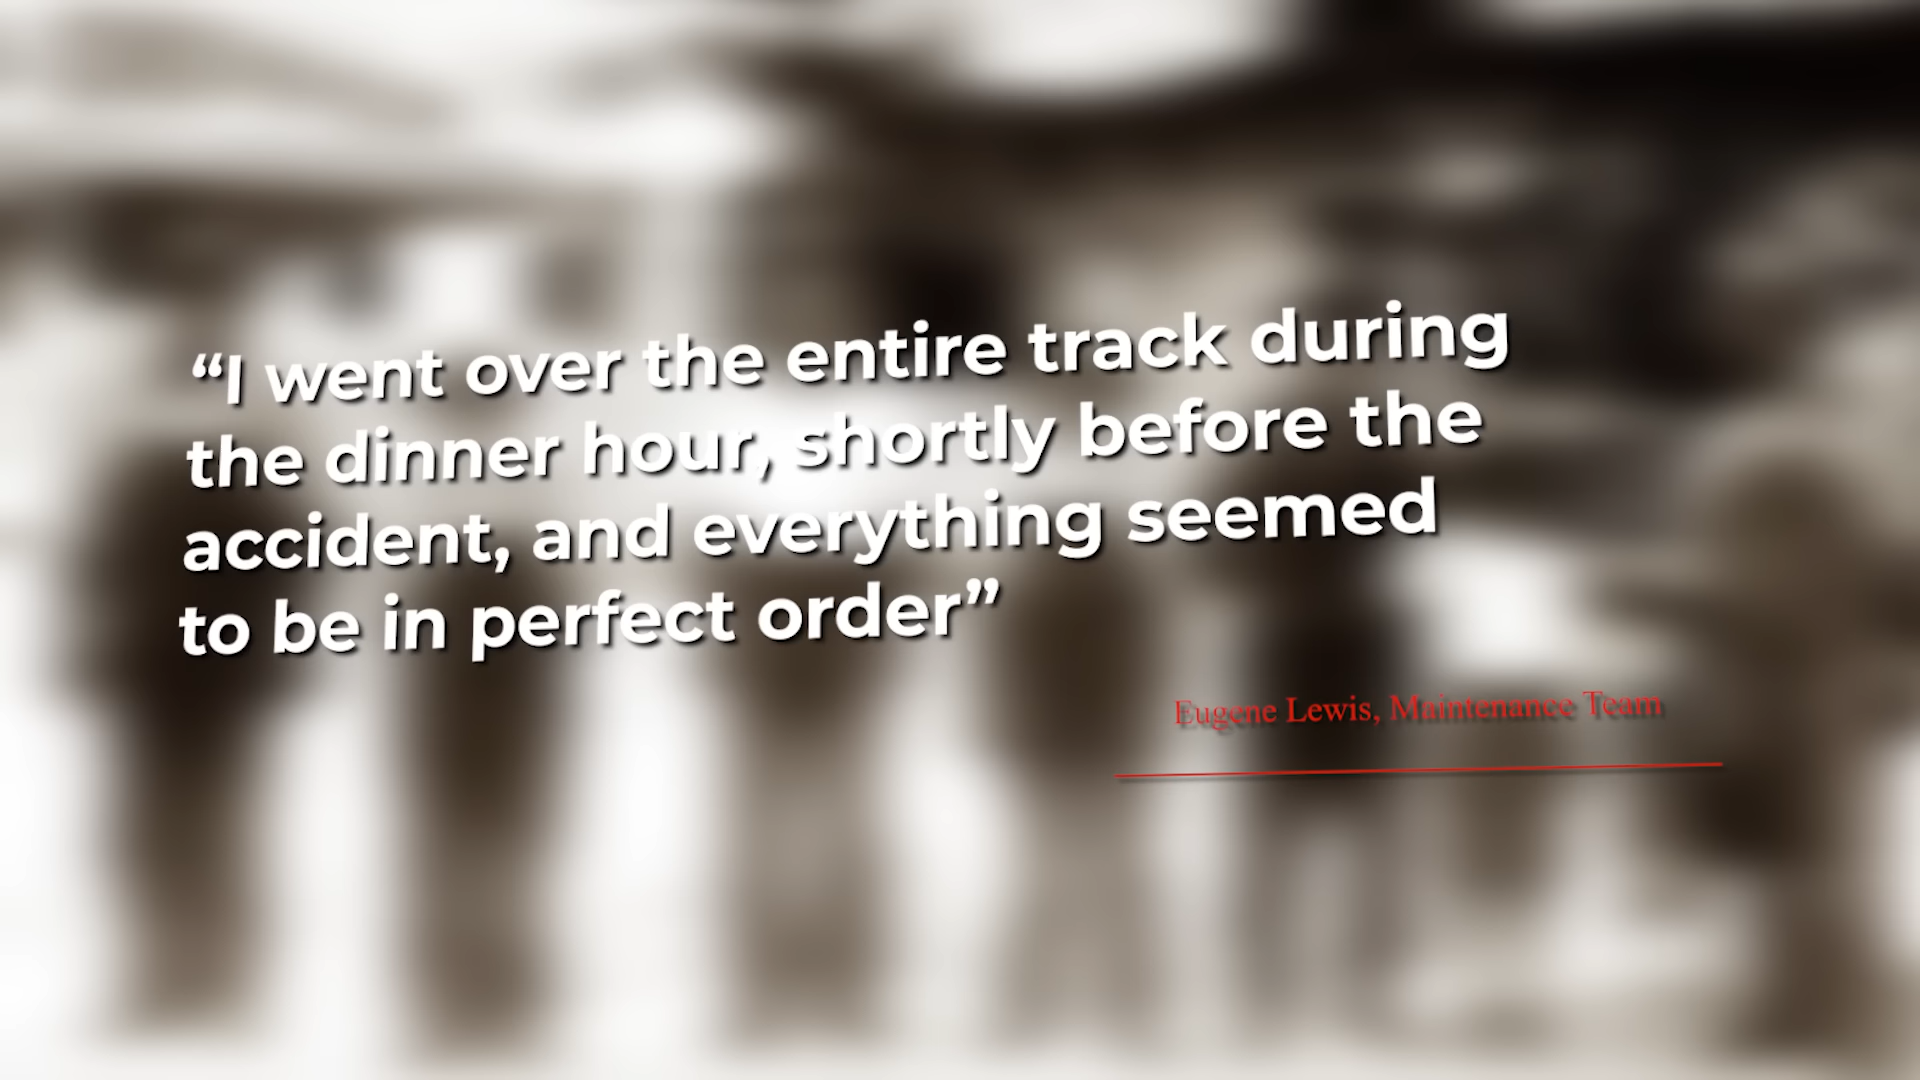 “I went over the entire track during
the dinner hour, shortly before the
accident, and everything seemed
to be in perfect order”
Eugene Lewis, Maintenance Team